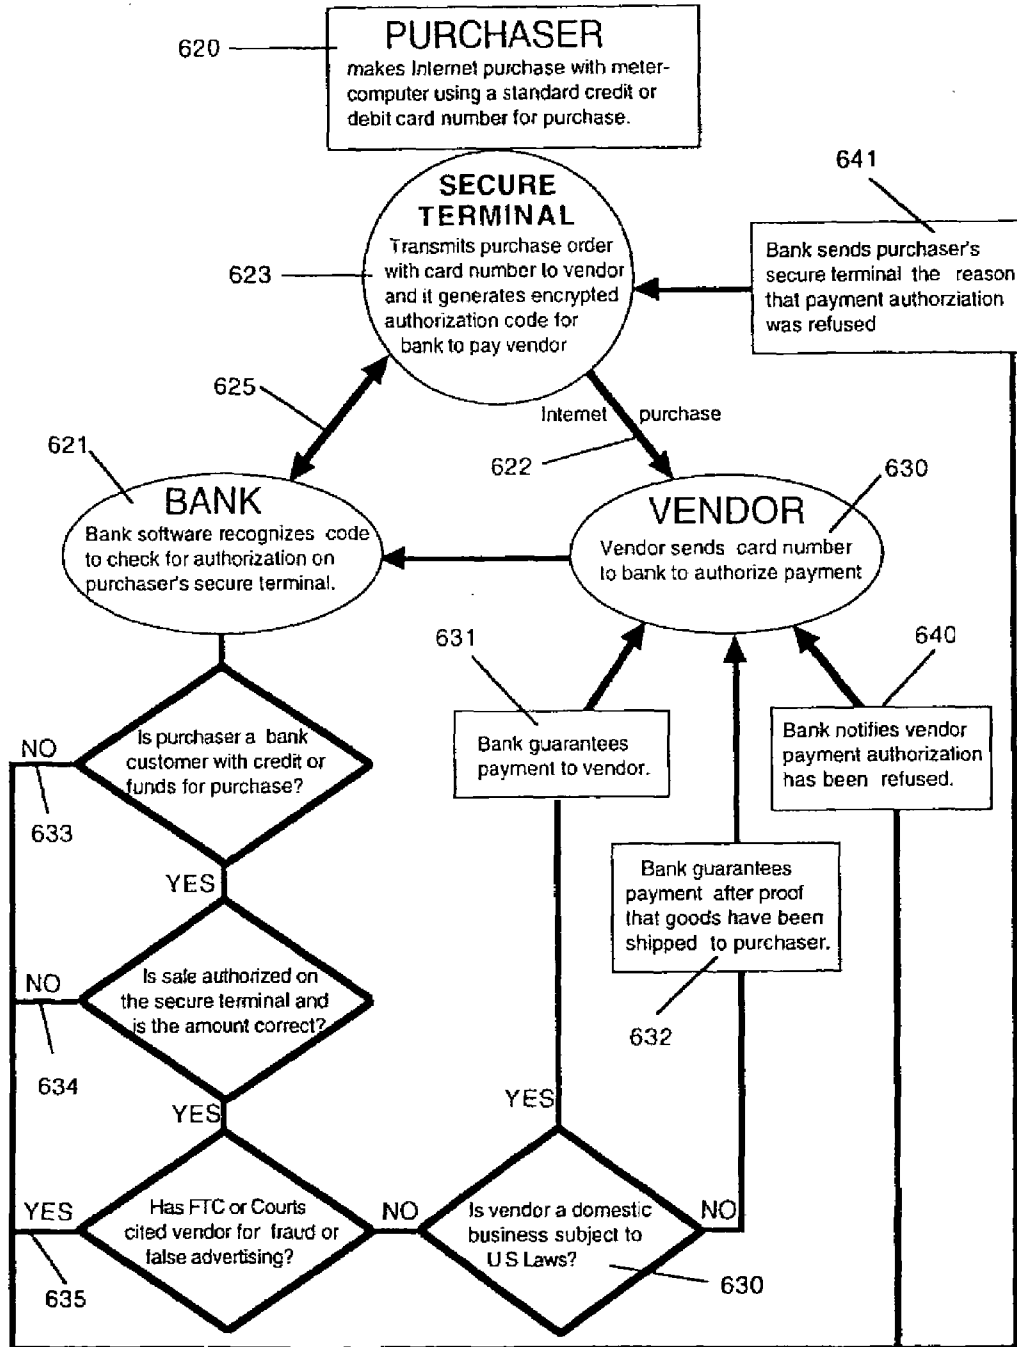 PURCHASER
620
makes Internet purchase with meter-
computer using a standard credit or
debit card number for purchase.
641
SECURE
TERMINAL
Transmits purchase order
with card number to vendor
and it generates encrypted
authorization code for
bank to pay vendor
623
Bank sends purchaser's
secure terminal the reason
that payment authorziation
was refused
625
Internet purchase
622
621
BANK
Bank software recognizes code
to check for authorization on
purchaser's secure terminal.
630
VENDOR
Vendor sends card number
to bank to authorize payment
631
640
Bank guarantees
payment to vendor.
Bank notifies vendor
payment authorization
has been refused.
Is purchaser a bank
customer with credit or
funds for purchase?
NO
633
YES
Bank guarantees
payment after proof
that goods have been
shipped to purchaser.
632
Is sale authorized on
the secure terminal and
is the amount correct?
NO
634
YES
YES
Has FTC or Courts
cited vendor for fraud or
false advertising?
YES
635
NO
Is vendor a domestic
business subject to
U S Laws?
NO
630